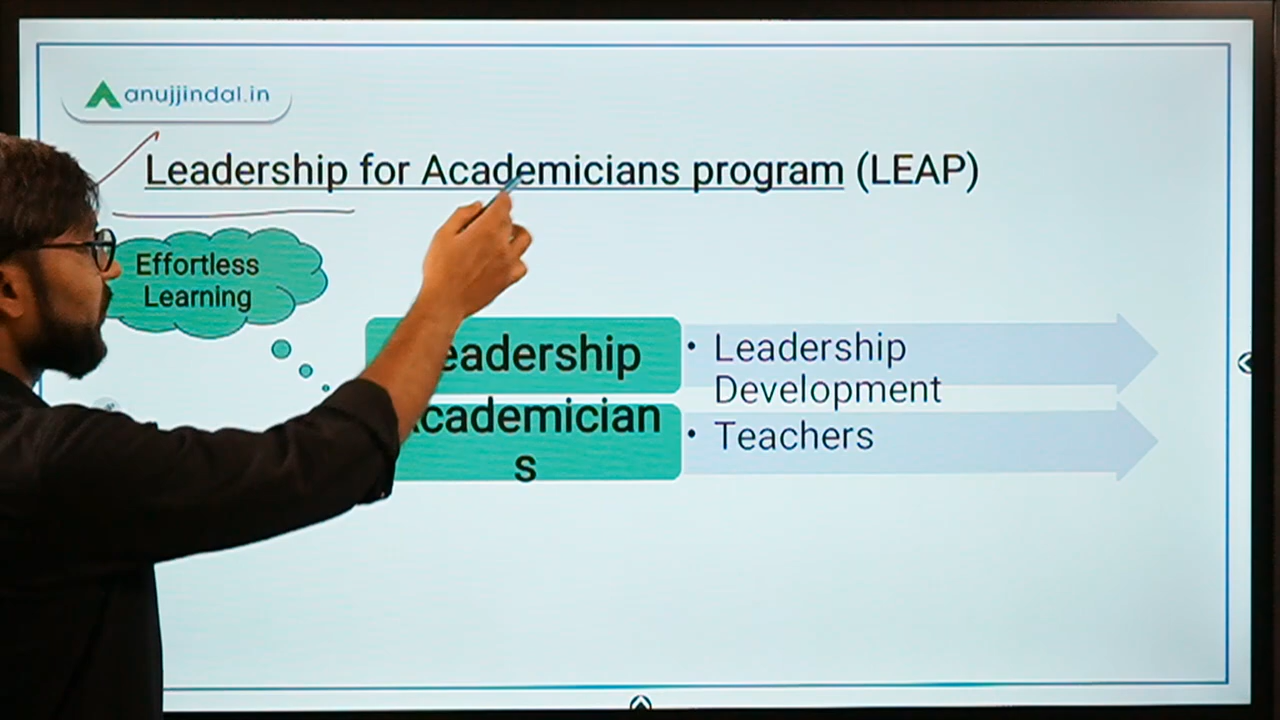 anujjindal.in
Leadership for Academicians program (LEAP)
Effortless
Learning
eadership
• Leadership
Development
cademician
s
• Teachers